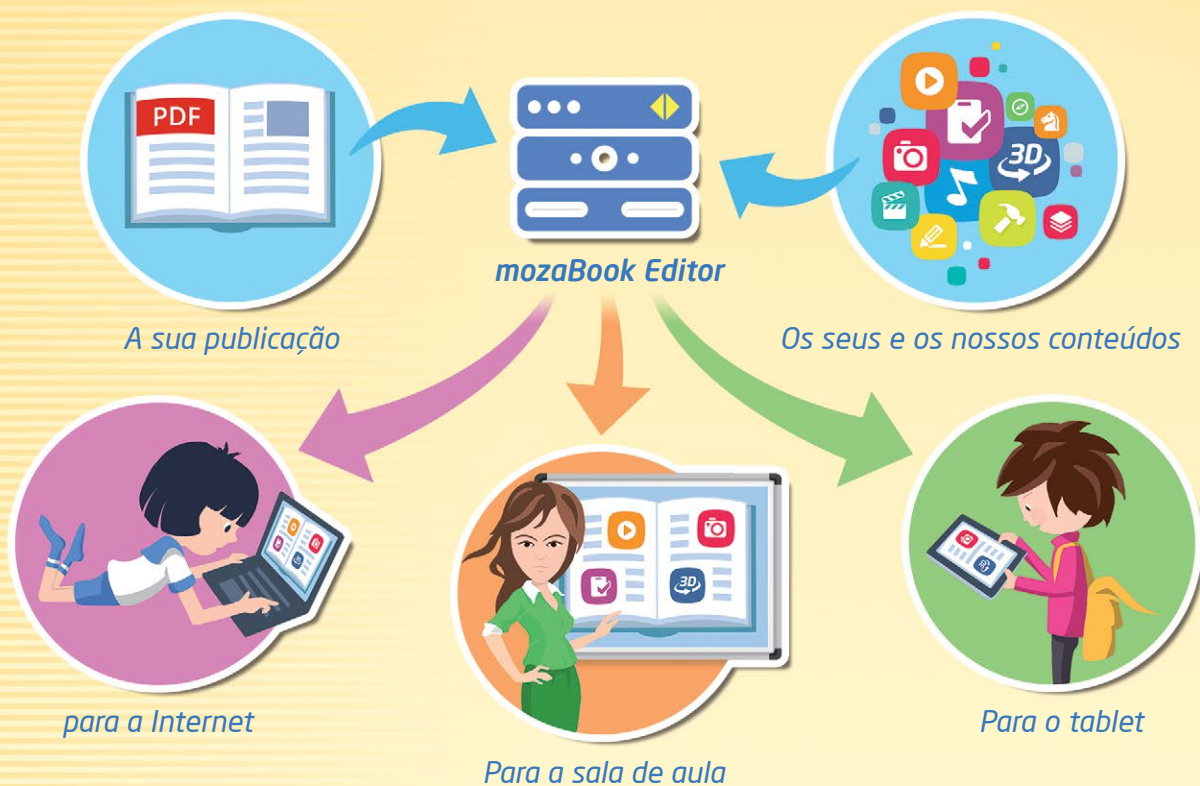 PDF
3D
mozaBook Editor
A sua publicação
Os seus e os nossos conteúdos
3D
para a Internet
Para a sala de aula
Para o tablet